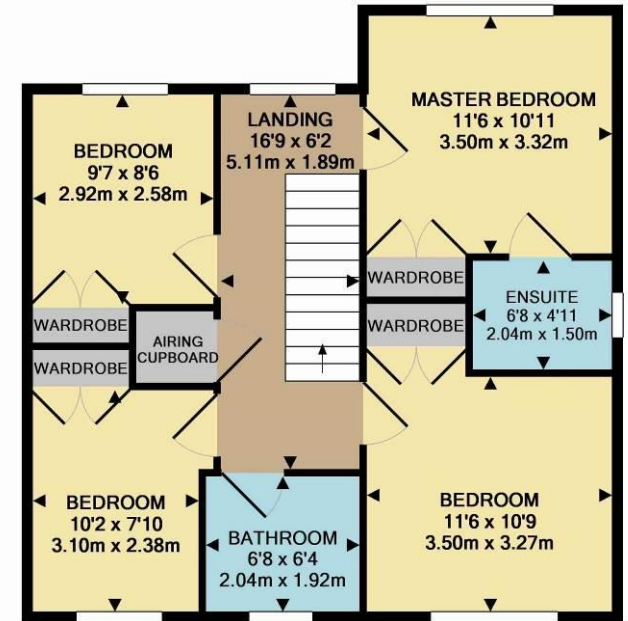 LANDING
16'9 x 6'2
5.11m x 1.89m
MASTER BEDROOM
11'6 x 10'11
3.50m x 3.32m
BEDROOM
9'7 x 8'6
2.92m x 2.58m
WARDROBE
WARDROBE
AIRING
CUPBOARD
WARDROBE
WARDROBE
ENSUITE
6'8 x 4'11
2.04m x 1.50m
BEDROOM
10'2 x 7'10
3.10m x 2.38m
BATHROOM
6'8 x 6'4
2.04m x 1.92m
BEDROOM
11'6 x 10'9
3.50m x 3.27m